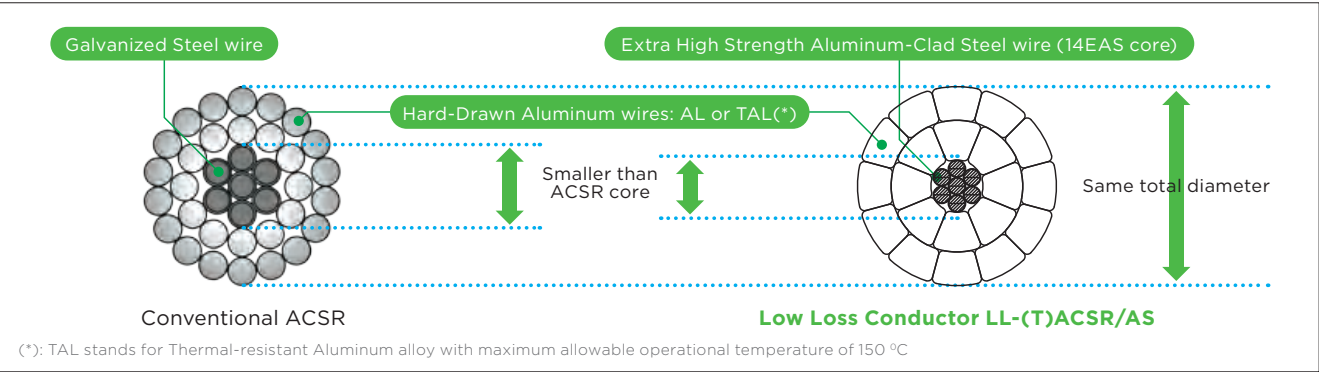 Galvanized Steel wire
Extra High Strength Aluminum-Clad Steel wire (14EAS core)
Hard-Drawn Aluminum wires: AL or TAL(*)
Smaller than
ACSR core
Same total diameter
Conventional ACSR
Low Loss Conductor LL-(T)ACSR/AS
(*): TAL stands for Thermal-resistant Aluminum alloy with maximum allowable operational temperature of 150 ⁰C